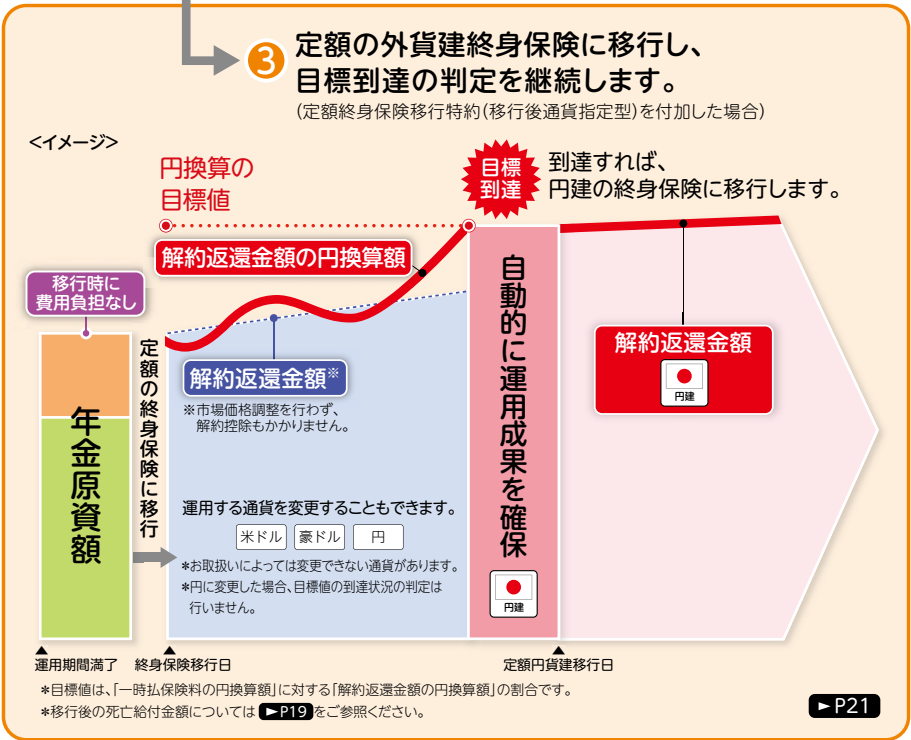 3 定額の外貨建終身保険に移行し、
目標到達の判定を継続します。
(定額終身保険移行特約(移行後通貨指定型)を付加した場合)
<イメージ>
円換算の
目標値
目標
到達
到達すれば、
円建の終身保険に移行します。
解約返還金額の円換算額
移行時に
費用負担なし
年金原資額
定額の終身保険に移行
解約返還金額※
※市場価格調整を行わず、
解約控除もかかりません。
運用する通貨を変更することもできます。
米ドル 豪ドル 円
*お取扱いによっては変更できない通貨があります。
*円に変更した場合、目標値の到達状況の判定は
行いません。
自動的に運用成果を確保
円建
解約返還金額
円建
▲ ▲ ▲
運用期間満了 終身保険移行日 定額円貨建移行日
*目標値は、「一時払保険料の円換算額」に対する「解約返還金額の円換算額」の割合です。
*移行後の死亡給付金額については ►P19 をご参照ください。
►P21